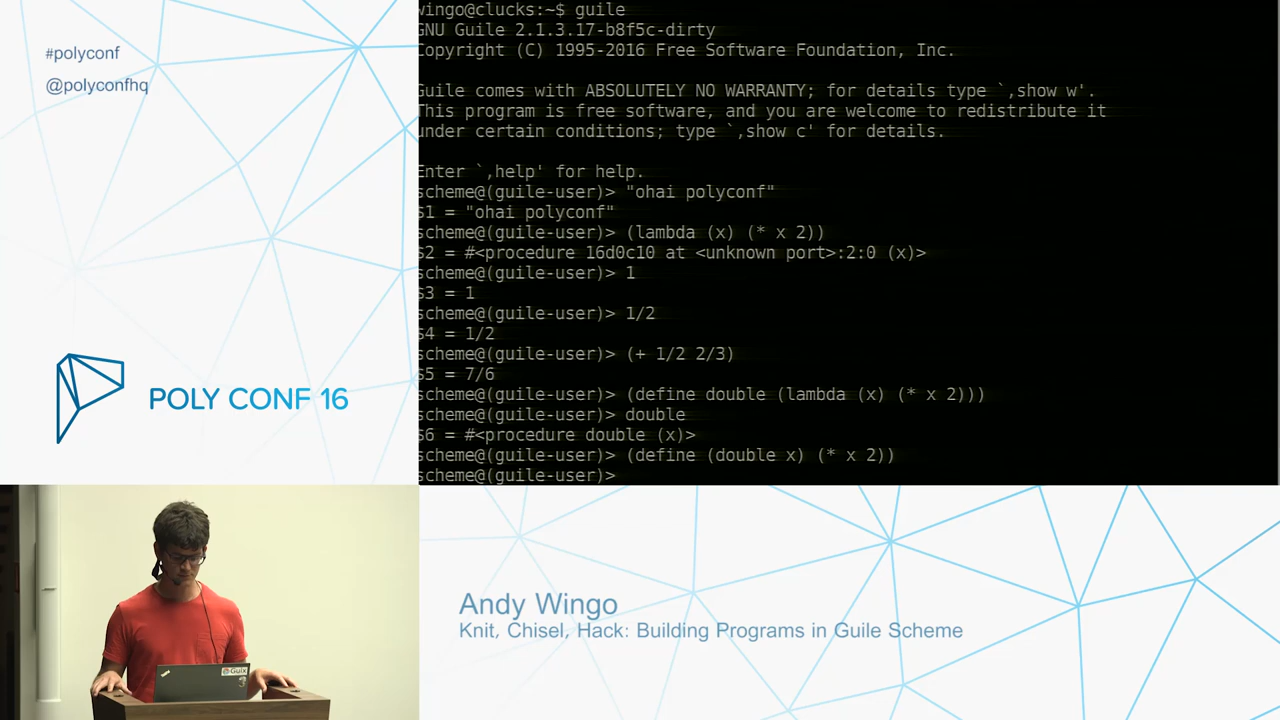 #polyconf
@polyconfhq
POLY CONF 16
wingo@clucks:~$ guile
GNU Guile 2.1.3.17-b8f5c-dirty
Copyright (C) 1995-2016 Free Software Foundation, Inc.
Guile comes with ABSOLUTELY NO WARRANTY; for details type `,show w'.
This program is free software, and you are welcome to redistribute it
under certain conditions; type `,show c' for details.
Enter `,help' for help.
scheme@(guile-user)> "ohai polyconf"
$1 = "ohai polyconf"
scheme@(guile-user)> (lambda (x) (* x 2))
$2 = #<procedure 16d0c10 at <unknown port>:2:0 (x)>
scheme@(guile-user)> 1
$3 = 1
scheme@(guile-user)> 1/2
$4 = 1/2
scheme@(guile-user)> (+ 1/2 2/3)
$5 = 7/6
scheme@(guile-user)> (define double (lambda (x) (* x 2)))
scheme@(guile-user)> double
$6 = #<procedure double (x)>
scheme@(guile-user)> (define (double x) (* x 2))
scheme@(guile-user)>
Guix
Andy Wingo
Knit, Chisel, Hack: Building Programs in Guile Scheme